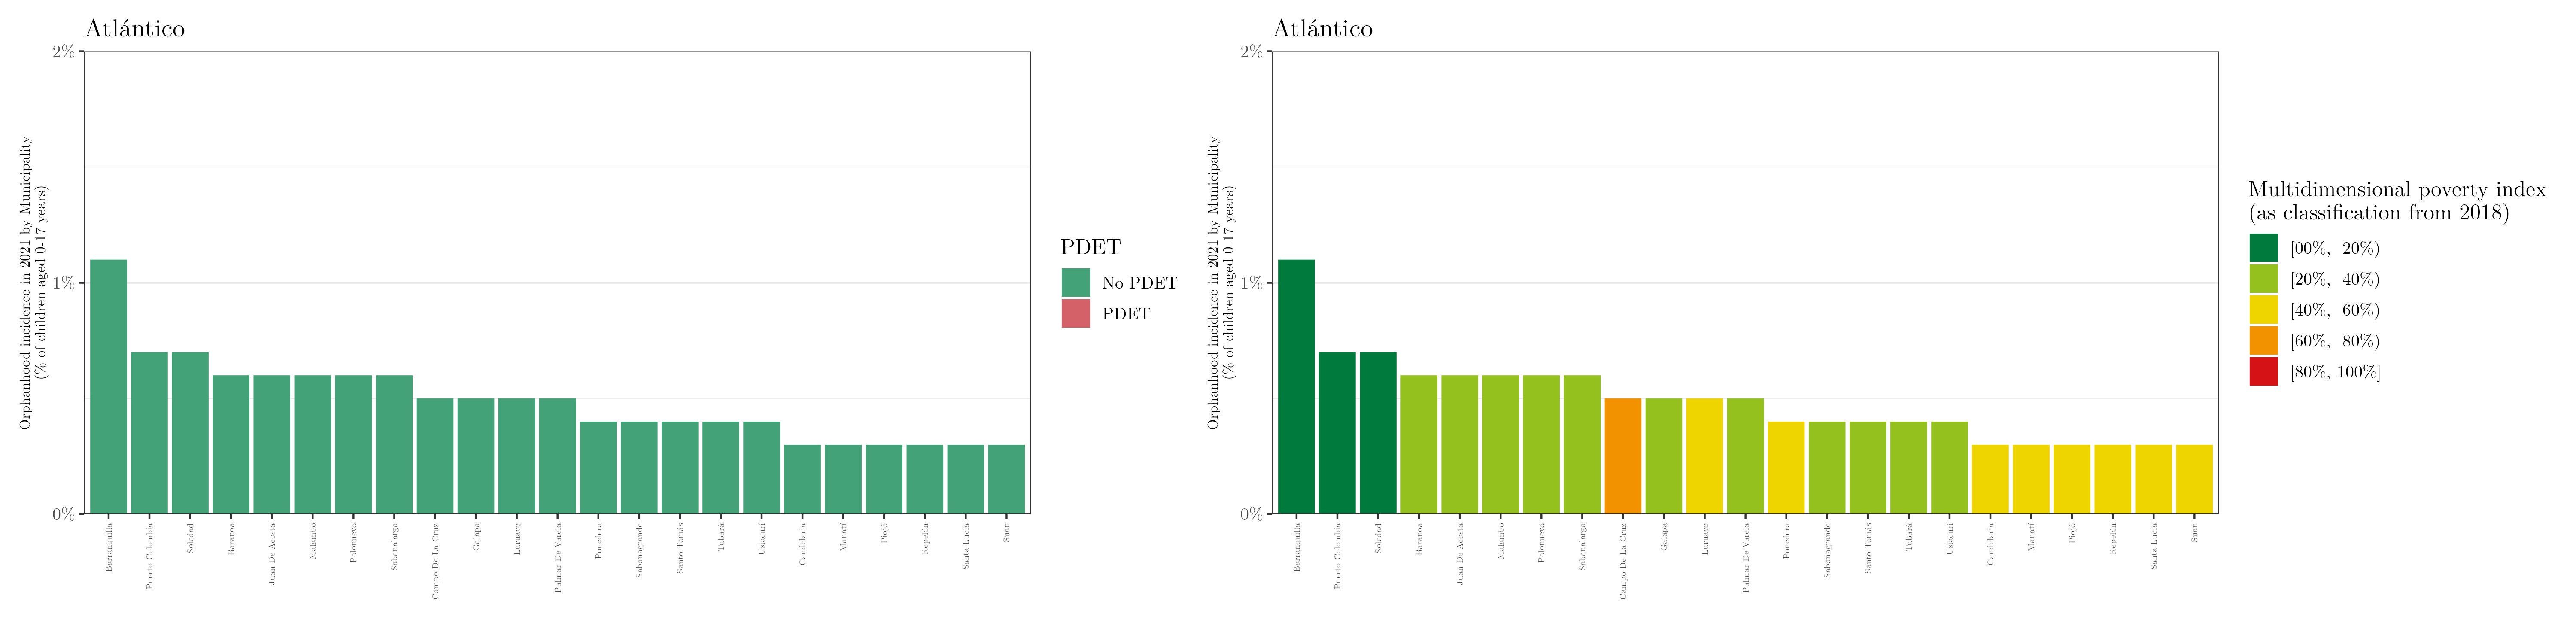 Atlántico
2%
1%
0%
Orphanhood incidence in 2021 by Municipality
(% of children aged 0-17 years)
Barranquilla
Puerto Colombia
Soledad
Baranoa
Juan De Acosta
Malambo
Polonuevo
Sabanalarga
Campo De La Cruz
Galapa
Luruaco
Palmar De Varela
Ponedera
Sabanagrande
Santo Tomás
Tubará
Usiacurí
Candelaria
Manatí
Piojó
Repelón
Santa Lucía
Suan
PDET
No PDET
PDET
Atlántico
2%
1%
0%
Orphanhood incidence in 2021 by Municipality
(% of children aged 0-17 years)
Barranquilla
Puerto Colombia
Soledad
Baranoa
Juan De Acosta
Malambo
Polonuevo
Sabanalarga
Campo De La Cruz
Galapa
Luruaco
Palmar De Varela
Ponedera
Sabanagrande
Santo Tomás
Tubará
Usiacurí
Candelaria
Manatí
Piojó
Repelón
Santa Lucía
Suan
Multidimensional poverty index
(as classification from 2018)
[00%, 20%)
[20%, 40%)
[40%, 60%)
[60%, 80%)
[80%, 100%]